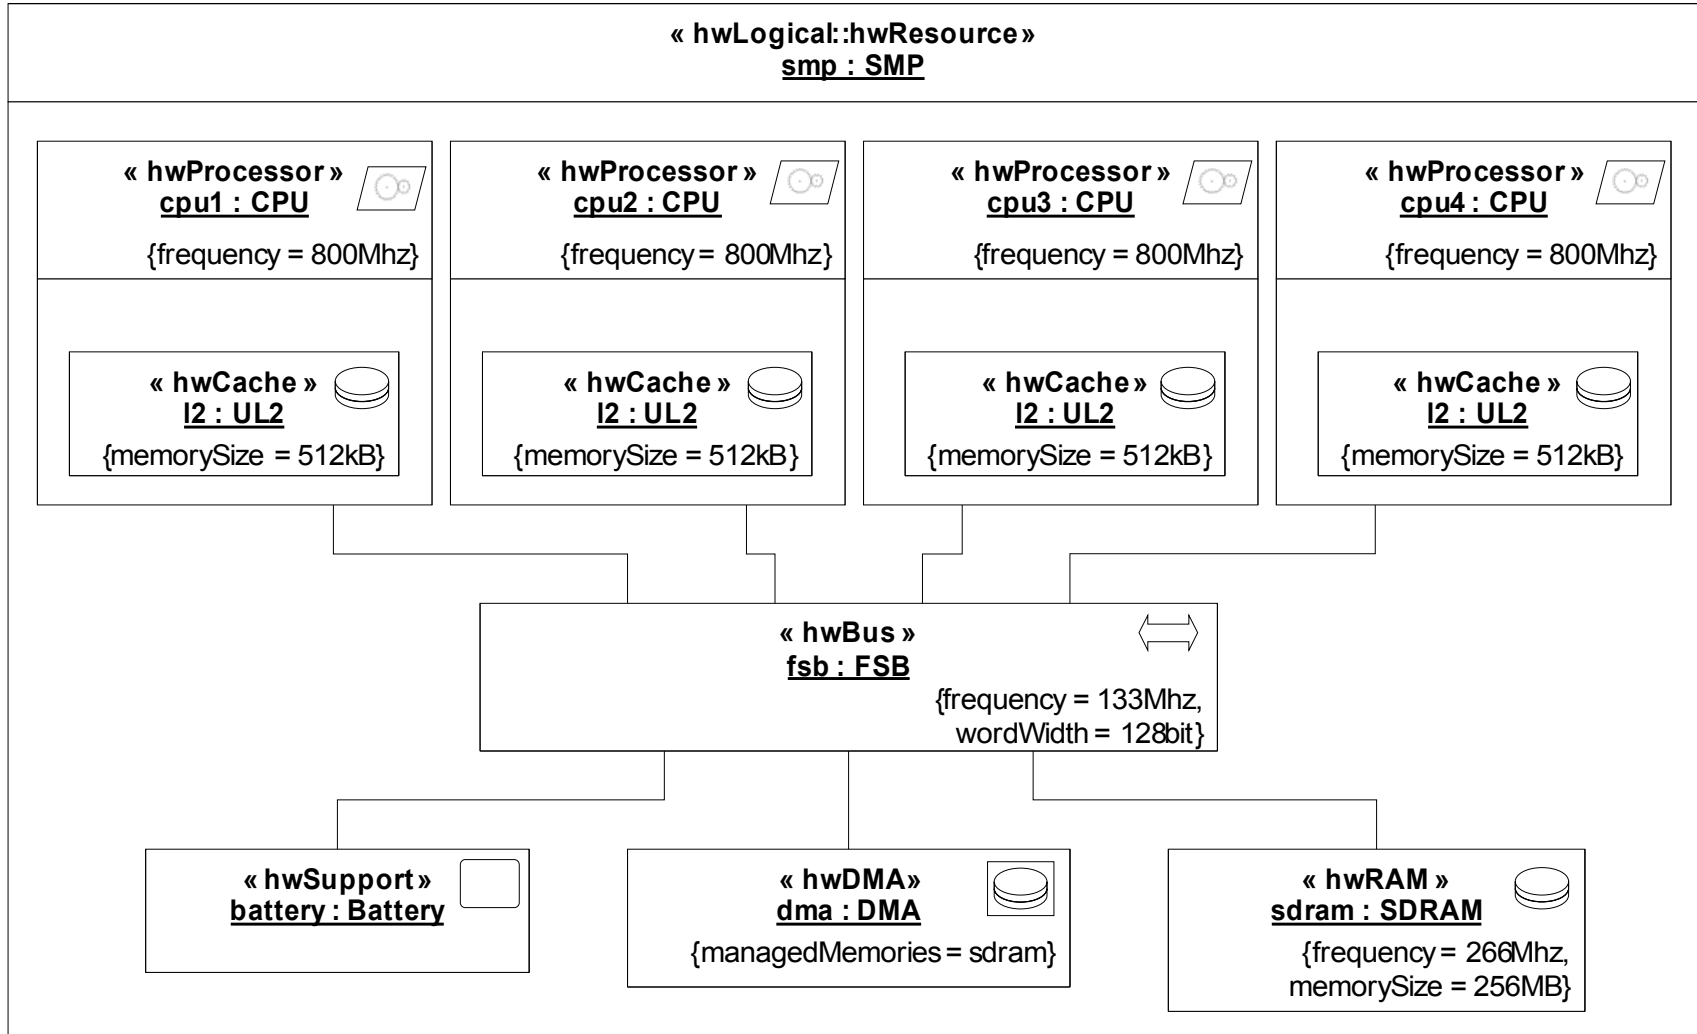 « hwLogical::hwResource »
smp : SMP
« hwProcessor »
cpu1 : CPU
{frequency = 800Mhz}
« hwCache »
l2 : UL2
{memorySize = 512kB}
« hwProcessor »
cpu2 : CPU
{frequency = 800Mhz}
« hwCache »
l2 : UL2
{memorySize = 512kB}
« hwProcessor »
cpu3 : CPU
{frequency = 800Mhz}
« hwCache »
l2 : UL2
{memorySize = 512kB}
« hwProcessor »
cpu4 : CPU
{frequency = 800Mhz}
« hwCache »
l2 : UL2
{memorySize = 512kB}
« hwBus »
fsb : FSB
{frequency = 133Mhz,
wordWidth = 128bit}
« hwSupport »
battery : Battery
« hwDMA »
dma : DMA
{managedMemories = sdram}
« hwRAM »
sdram : SDRAM
{frequency = 266Mhz,
memorySize = 256MB}